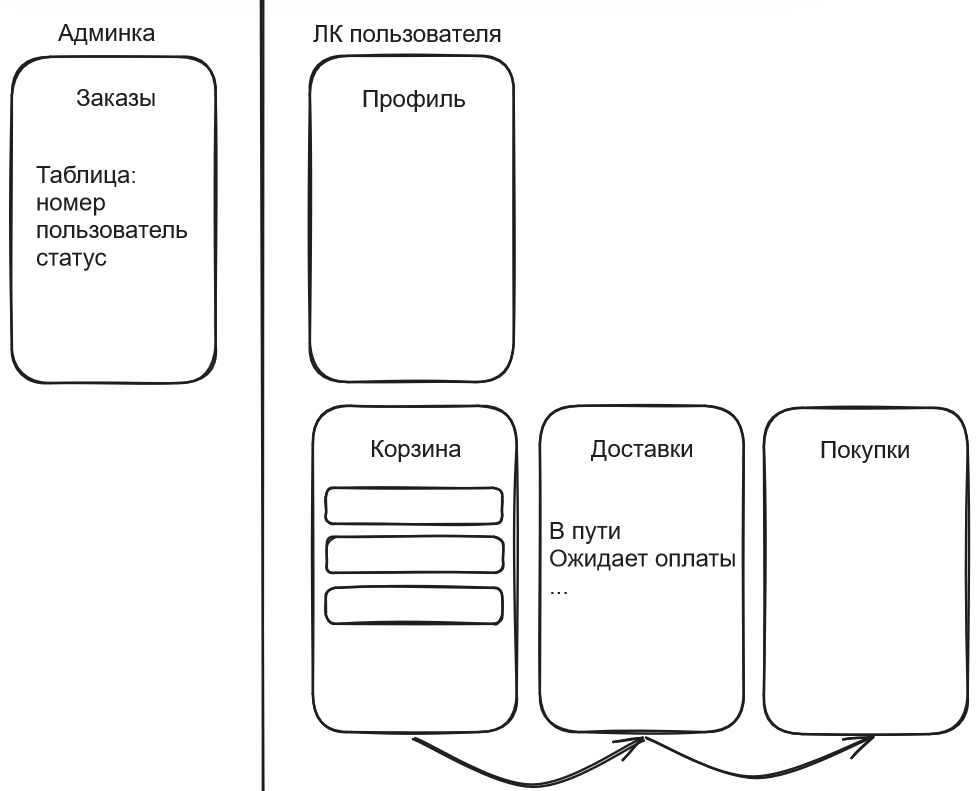 Админка
Заказы
Таблица:
номер
пользователь
статус
ЛК пользователя
Профиль
Корзина
Доставки
В пути
Ожидает оплаты
...
Покупки